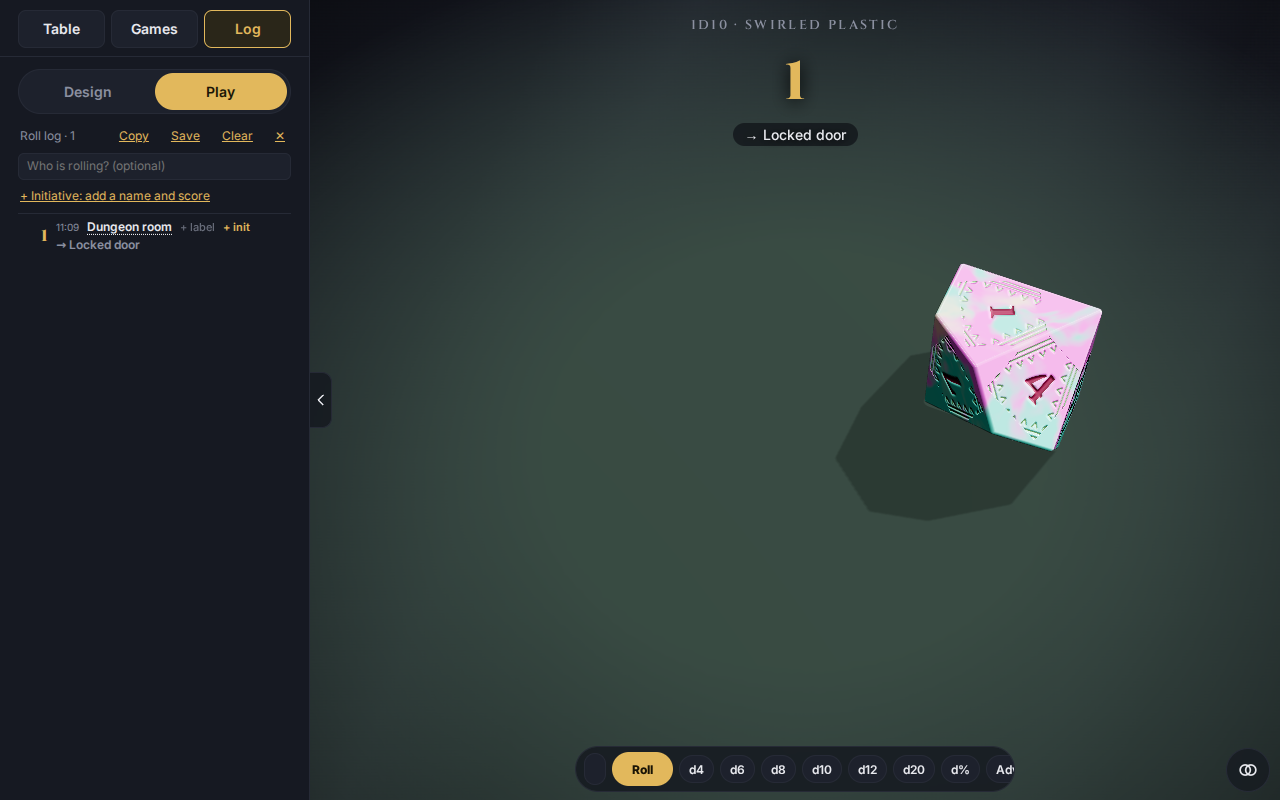 Table Games Log
Design Play
Roll log · 1 Copy Save Clear ✕
Who is rolling? (optional)
+ Initiative: add a name and score
1 11:09 Dungeon room + label + init
→ Locked door
1D10 · SWIRLED PLASTIC
1
→ Locked door
1
4
Roll d4 d6 d8 d10 d12 d20 d%